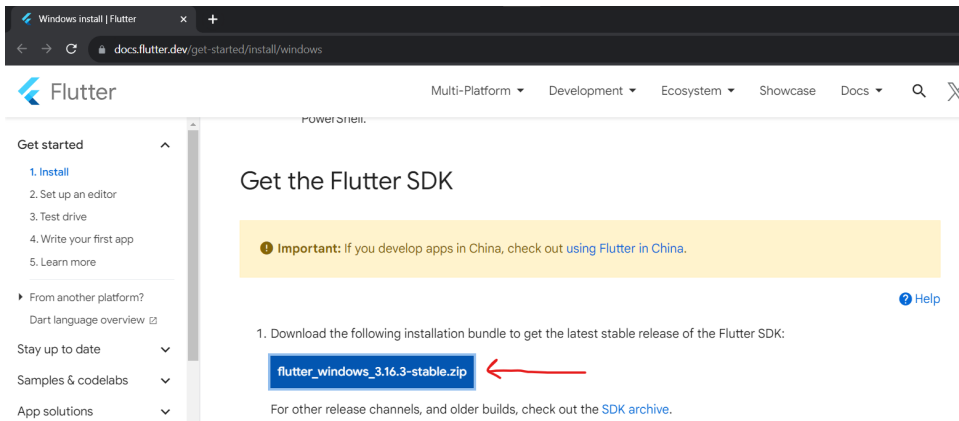 Windows install | Flutter
docs.flutter.dev/get-started/install/windows
Flutter
Multi-Platform
Development
Ecosystem
Showcase
Docs
PowerShell.
Get started
1. Install
2. Set up an editor
3. Test drive
4. Write your first app
5. Learn more
From another platform?
Dart language overview
Stay up to date
Samples & codelabs
App solutions
Get the Flutter SDK
Important: If you develop apps in China, check out using Flutter in China.
Help
1. Download the following installation bundle to get the latest stable release of the Flutter SDK:
flutter_windows_3.16.3-stable.zip
For other release channels, and older builds, check out the SDK archive.